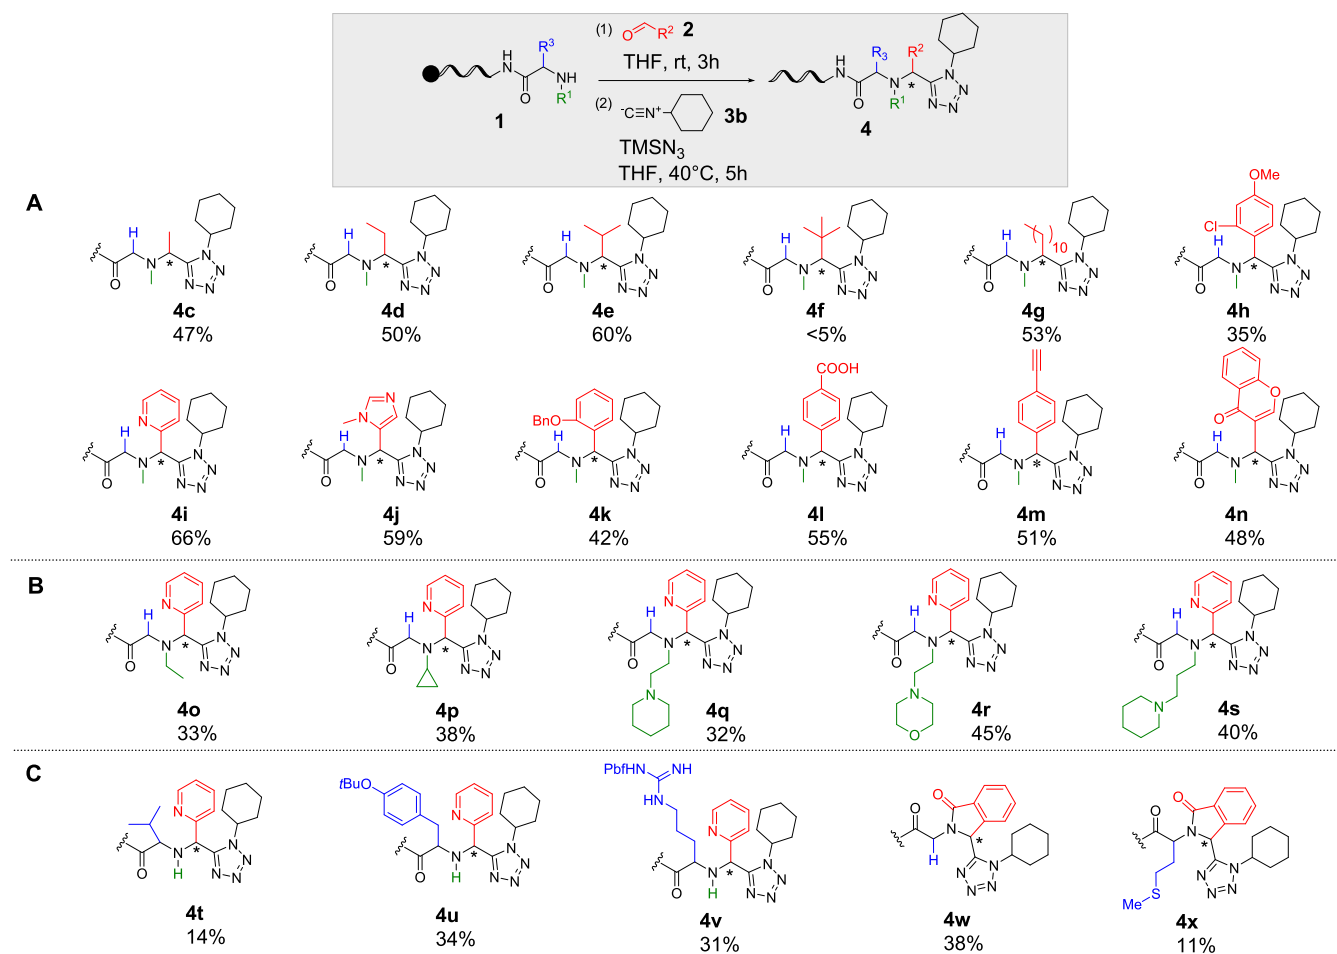 (1) O R² 2
THF, rt, 3h
(2) ⁻C≡N⁺ 3b
TMSN₃
THF, 40°C, 5h
H N O R³ NH R¹
1
H N O R³ N R¹ R² * N N N N
4
A
H O N * N N N N
4c
47%
H O N * N N N N
4d
50%
H O N * N N N N
4e
60%
O N * N N N N
4f
<5%
H O N * ( ) 10 N N N N
4g
53%
OMe Cl H O N * N N N N
4h
35%
N H O N * N N N N
4i
66%
N N H O N * N N N N
4j
59%
BnO H O N * N N N N
4k
42%
COOH H O N * N N N N
4l
55%
H O N * N N N N
4m
51%
O O H O N * N N N N
4n
48%
B
N H O N * N N N N
4o
33%
N H O N * N N N N
4p
38%
N H O N * N N N N N
4q
32%
N H O N * N N N N N O
4r
45%
N H O N * N N N N N
4s
40%
C
N O N H * N N N N
4t
14%
tBuO N O N H * N N N N
4u
34%
PbfHN NH HN N O N H * N N N N
4v
31%
O O N H * N N N N
4w
38%
O O N * S Me N N N N
4x
11%